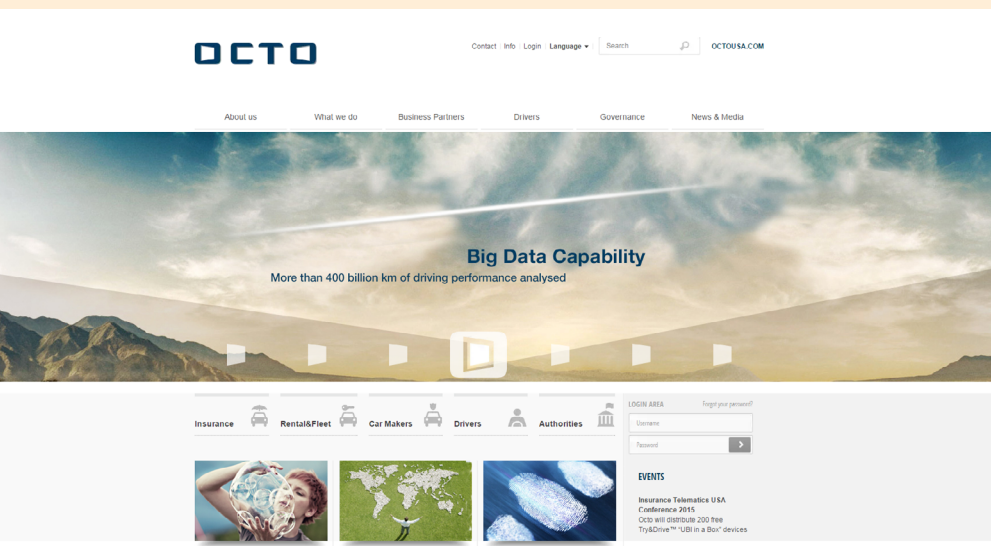 OCTO
Contact Info Login Language Search OCTOUSA.COM
About us What we do Business Partners Drivers Governance News & Media
Big Data Capability
More than 400 billion km of driving performance analysed
Insurance Rental&Fleet Car Makers Drivers Authorities
LOGIN AREA Forgot your password?
Username
Password
EVENTS
Insurance Telematics USA
Conference 2015
Octo will distribute 200 free
Try&Drive™ "UBI in a Box" devices